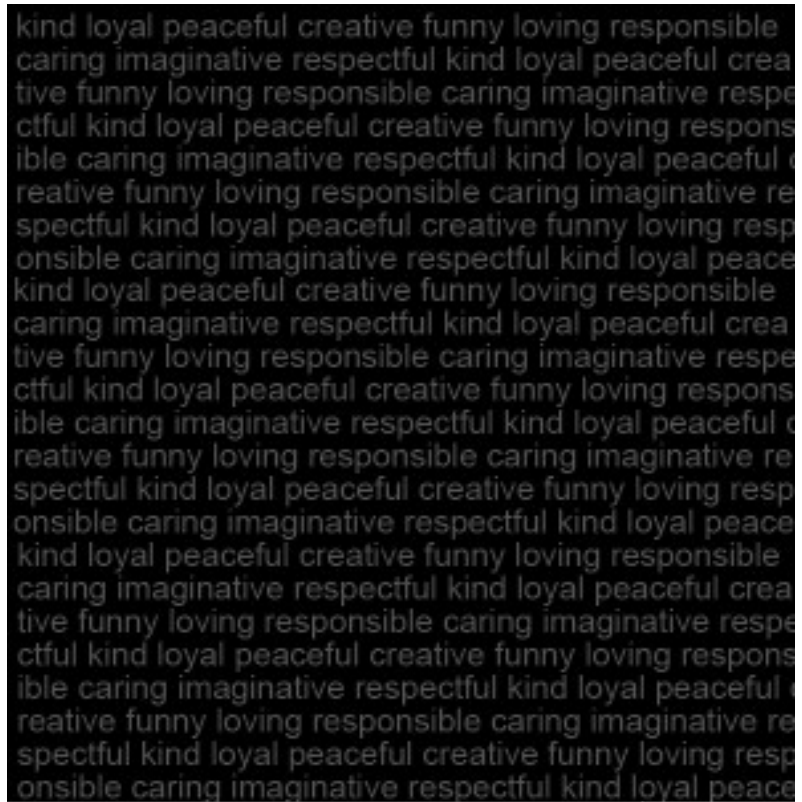 kind loyal peaceful creative funny loving responsible
caring imaginative respectful kind loyal peaceful crea
tive funny loving responsible caring imaginative respe
ctful kind loyal peaceful creative funny loving respons
ible caring imaginative respectful kind loyal peaceful c
reative funny loving responsible caring imaginative re
spectful kind loyal peaceful creative funny loving resp
onsible caring imaginative respectful kind loyal peace
kind loyal peaceful creative funny loving responsible
caring imaginative respectful kind loyal peaceful crea
tive funny loving responsible caring imaginative respe
ctful kind loyal peaceful creative funny loving respons
ible caring imaginative respectful kind loyal peaceful c
reative funny loving responsible caring imaginative re
spectful kind loyal peaceful creative funny loving resp
onsible caring imaginative respectful kind loyal peace
kind loyal peaceful creative funny loving responsible
caring imaginative respectful kind loyal peaceful crea
tive funny loving responsible caring imaginative respe
ctful kind loyal peaceful creative funny loving respons
ible caring imaginative respectful kind loyal peaceful c
reative funny loving responsible caring imaginative re
spectful kind loyal peaceful creative funny loving resp
onsible caring imaginative respectful kind loyal peace